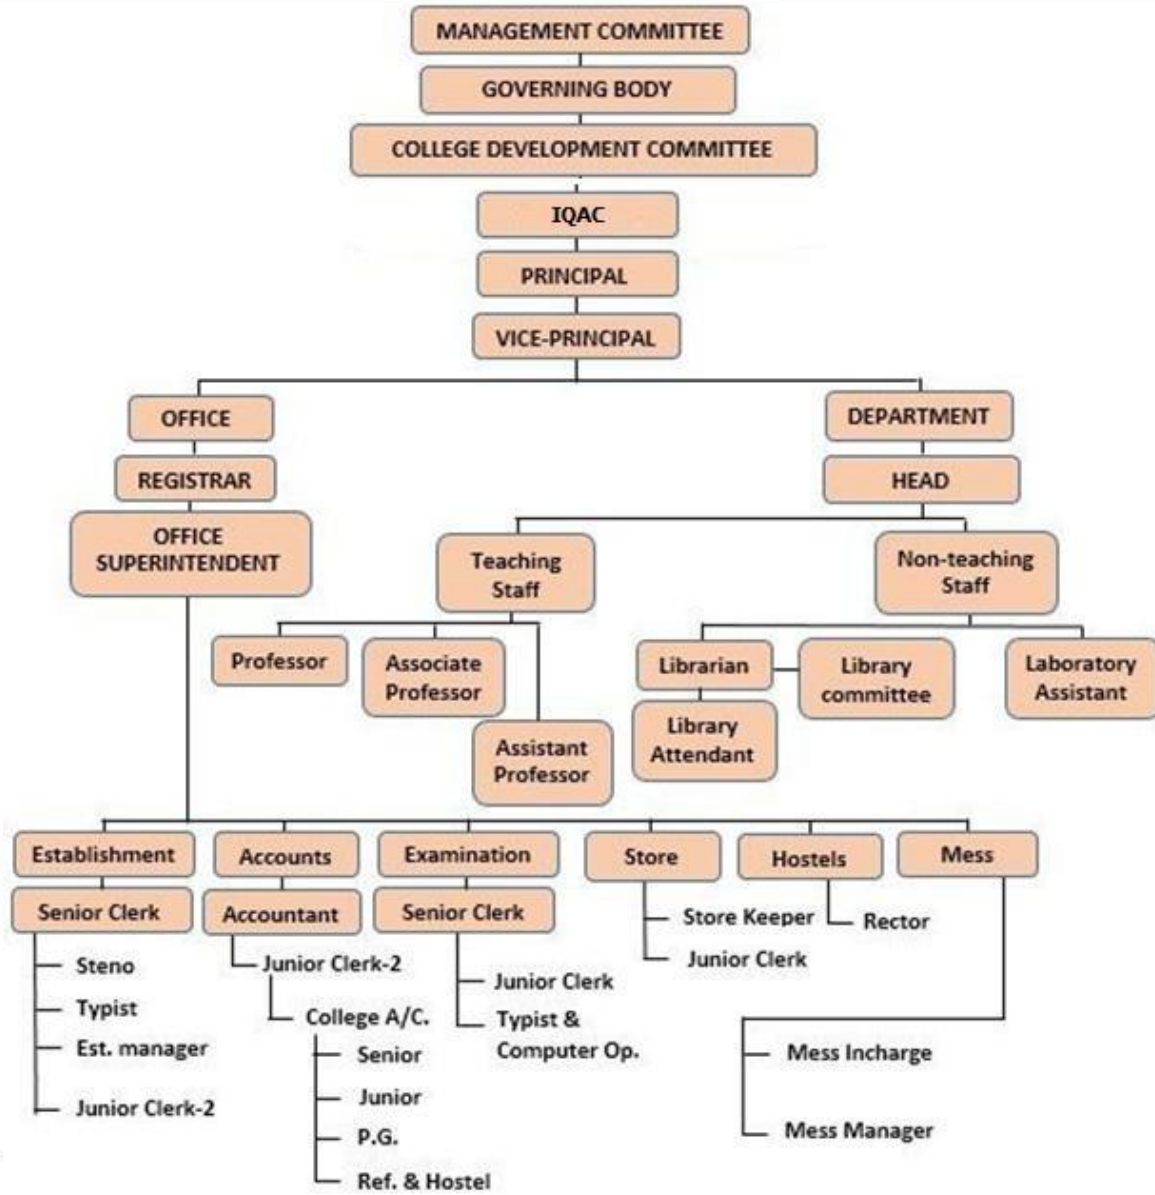 MANAGEMENT COMMITTEE
GOVERNING BODY
COLLEGE DEVELOPMENT COMMITTEE
IQAC
PRINCIPAL
VICE-PRINCIPAL
OFFICE
DEPARTMENT
REGISTRAR
HEAD
OFFICE
SUPERINTENDENT
Teaching
Staff
Non-teaching
Staff
Professor
Associate
Professor
Assistant
Professor
Librarian
Library
committee
Laboratory
Assistant
Library
Attendant
Establishment
Accounts
Examination
Store
Hostels
Mess
Senior Clerk
Accountant
Senior Clerk
Steno
Typist
Est. manager
Junior Clerk-2
Junior Clerk-2
College A/C.
Senior
Junior
P.G.
Ref. & Hostel
Junior Clerk
Typist &
Computer Op.
Store Keeper
Junior Clerk
Rector
Mess Incharge
Mess Manager